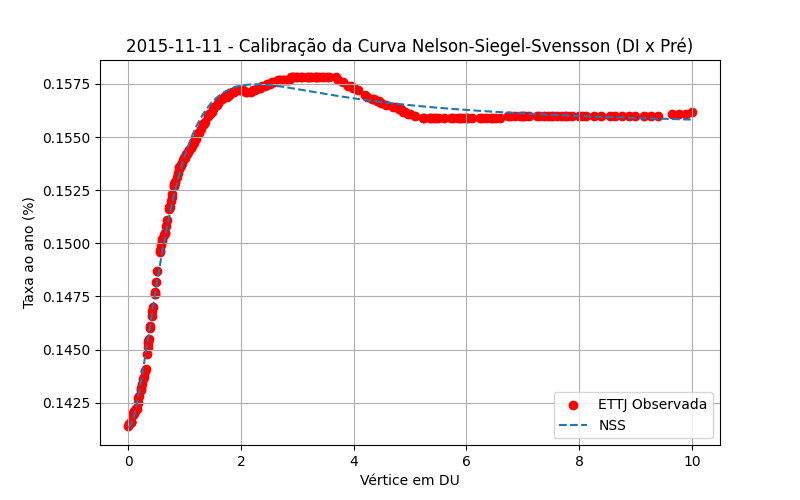 2015-11-11 - Calibração da Curva Nelson-Siegel-Svensson (DI x Pré)
Taxa ao ano (%)
0.1575
0.1550
0.1525
0.1500
0.1475
0.1450
0.1425
ETTJ Observada
NSS
0 2 4 6 8 10
Vértice em DU